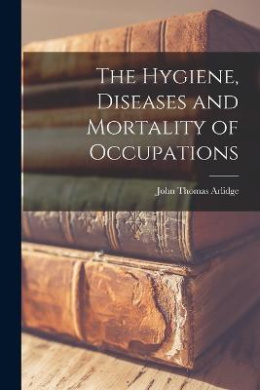 The Hygiene,
Diseases and
Mortality of
Occupations
John Thomas Arlidge